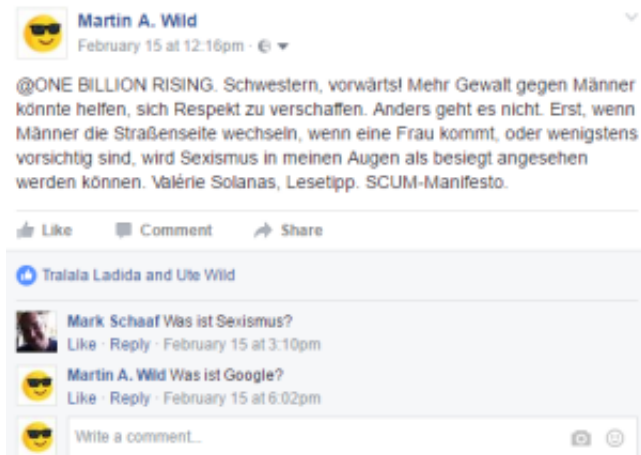 Martin A. Wild
February 15 at 12:16pm ·
@ONE BILLION RISING. Schwestern, vorwärts! Mehr Gewalt gegen Männer
könnte helfen, sich Respekt zu verschaffen. Anders geht es nicht. Erst, wenn
Männer die Straßenseite wechseln, wenn eine Frau kommt, oder wenigstens
vorsichtig sind, wird Sexismus in meinen Augen als besiegt angesehen
werden können. Valérie Solanas, Lesetipp. SCUM-Manifesto.
Like Comment Share
Tralala Ladida and Ute Wild
Mark Schaaf Was ist Sexismus?
Like · Reply · February 15 at 3:10pm
Martin A. Wild Was ist Google?
Like · Reply · February 15 at 6:02pm
Write a comment...